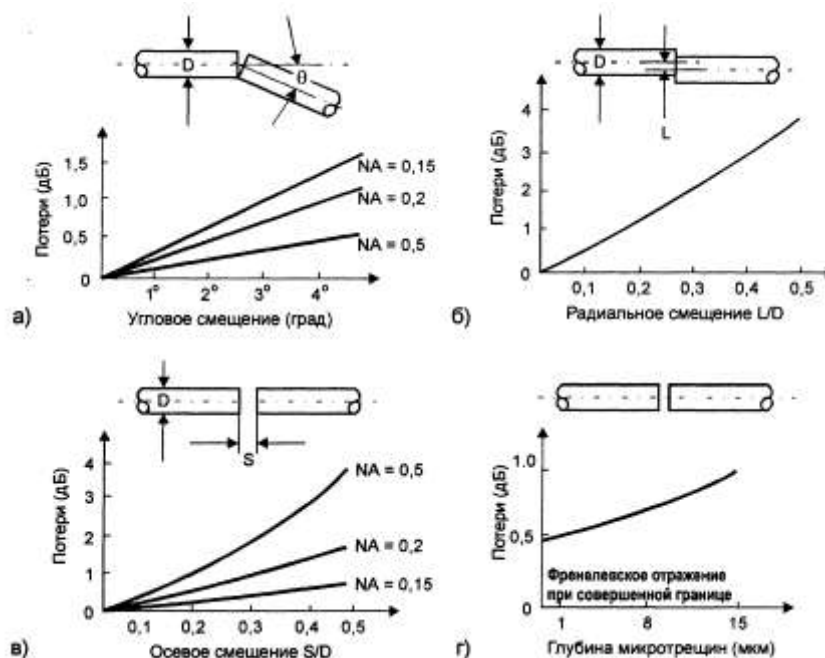 D
θ
Потери (дБ)
1,5
1,0
0,5
0
NA = 0,15
NA = 0,2
NA = 0,5
1° 2° 3° 4°
а) Угловое смещение (град)
D
L
Потери (дБ)
4
3
2
1
0
0,1 0,2 0,3 0,4 0,5
б) Радиальное смещение L/D
D
S
Потери (дБ)
4
3
2
1
0
NA = 0,5
NA = 0,2
NA = 0,15
0,1 0,2 0,3 0,4 0,5
в) Осевое смещение S/D
Потери (дБ)
1.0
0,5
0
Френелевское отражение
при совершенной границе
1 8 15
г) Глубина микротрещин (мкм)